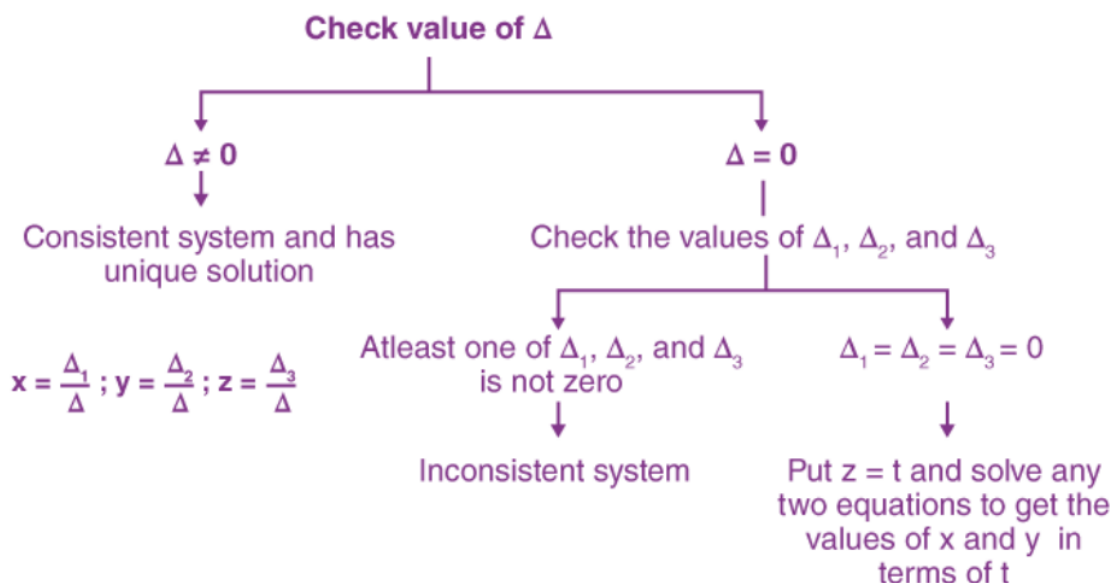 Check value of Δ
Δ ≠ 0
Δ = 0
Consistent system and has
unique solution
Check the values of Δ₁, Δ₂, and Δ₃
x = Δ₁/Δ ; y = Δ₂/Δ ; z = Δ₃/Δ
Atleast one of Δ₁, Δ₂, and Δ₃
is not zero
Δ₁ = Δ₂ = Δ₃ = 0
Inconsistent system
Put z = t and solve any
two equations to get the
values of x and y in
terms of t